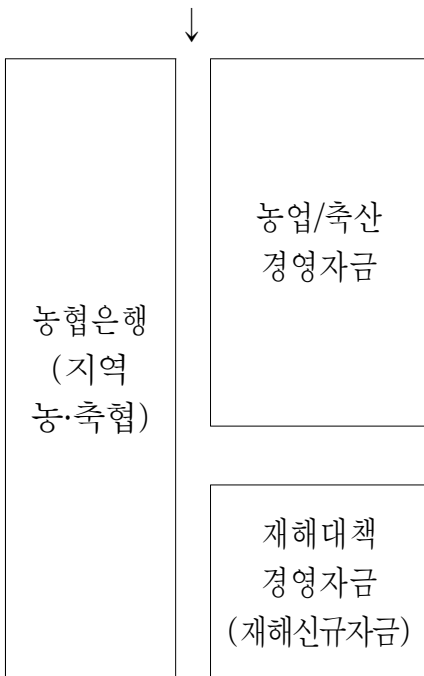 농협은행
(지역
농·축협)
농업/축산
경영자금
재해대책
경영자금
(재해신규자금)